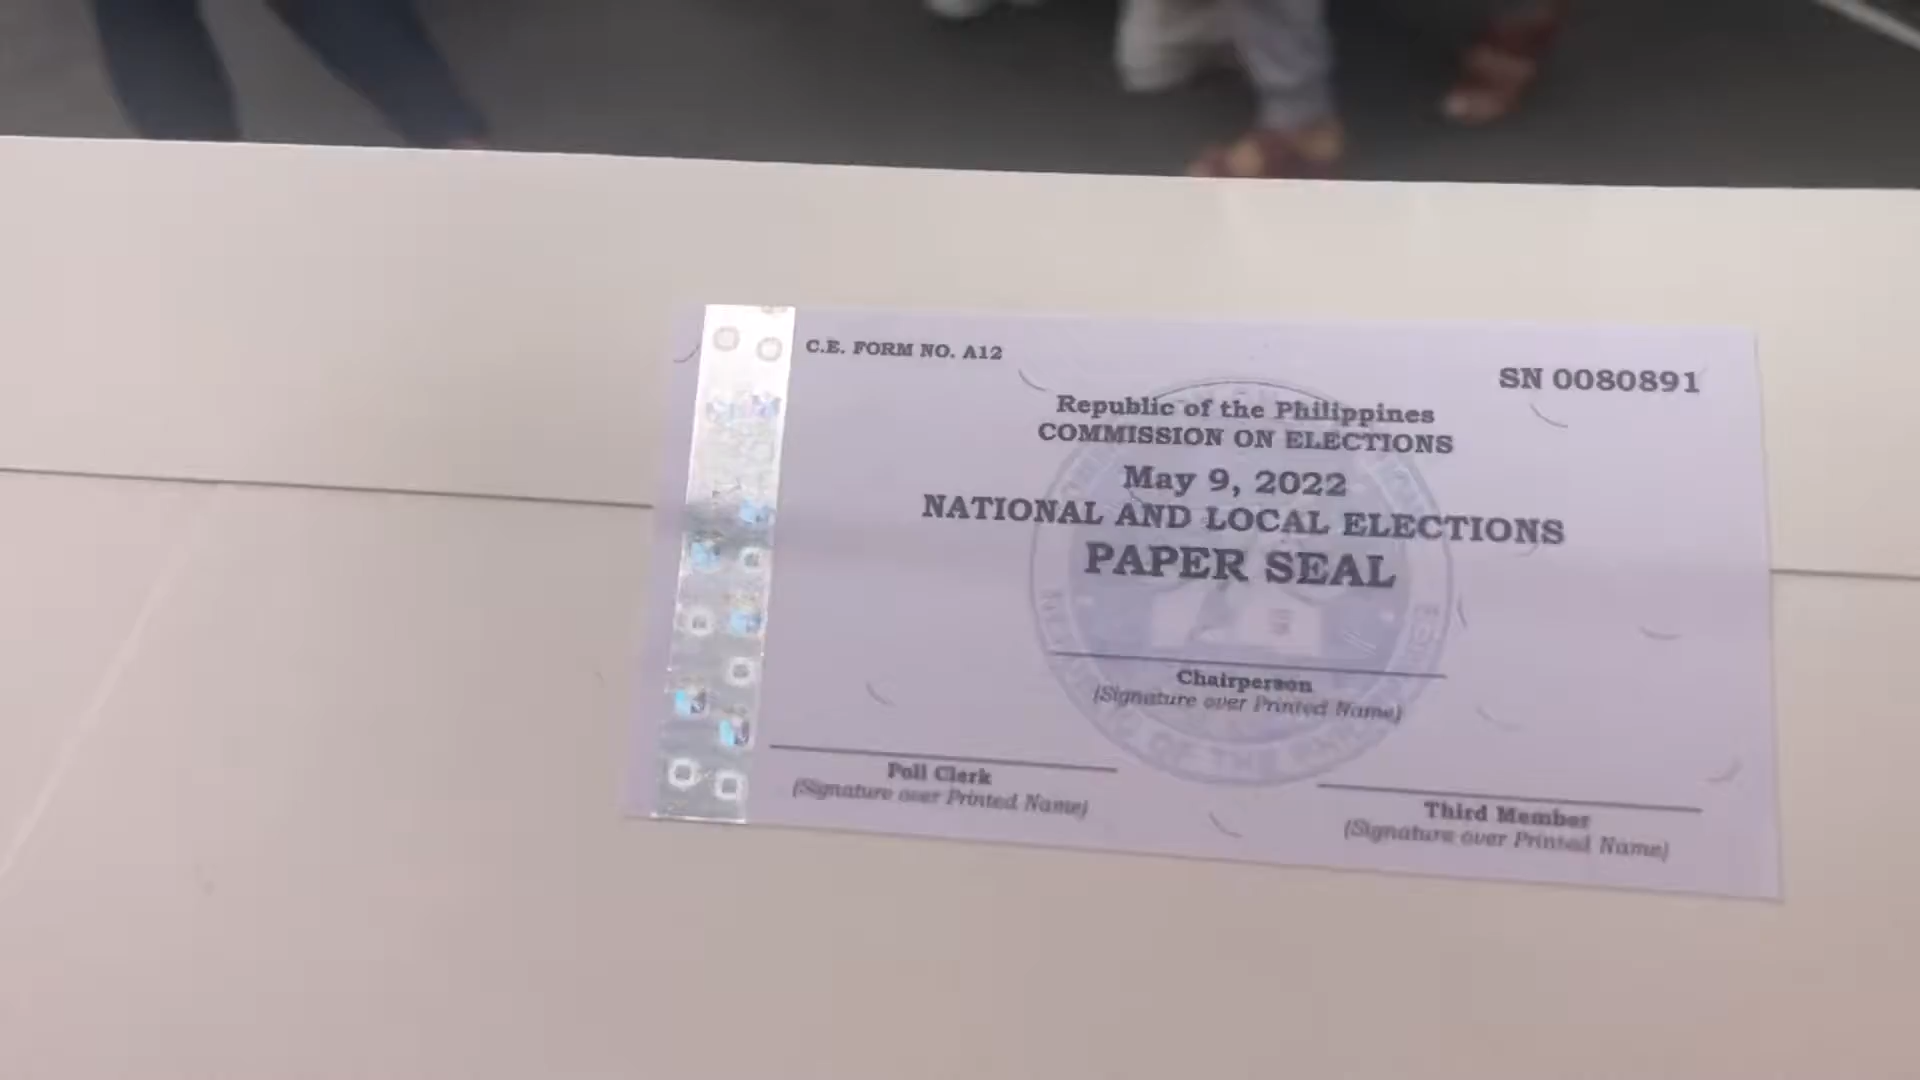 C.E. FORM NO. A12
SN 0080891
Republic of the Philippines
COMMISSION ON ELECTIONS
May 9, 2022
NATIONAL AND LOCAL ELECTIONS
PAPER SEAL
Chairperson
(Signature over Printed Name)
Poll Clerk
(Signature over Printed Name)
Third Member
(Signature over Printed Name)